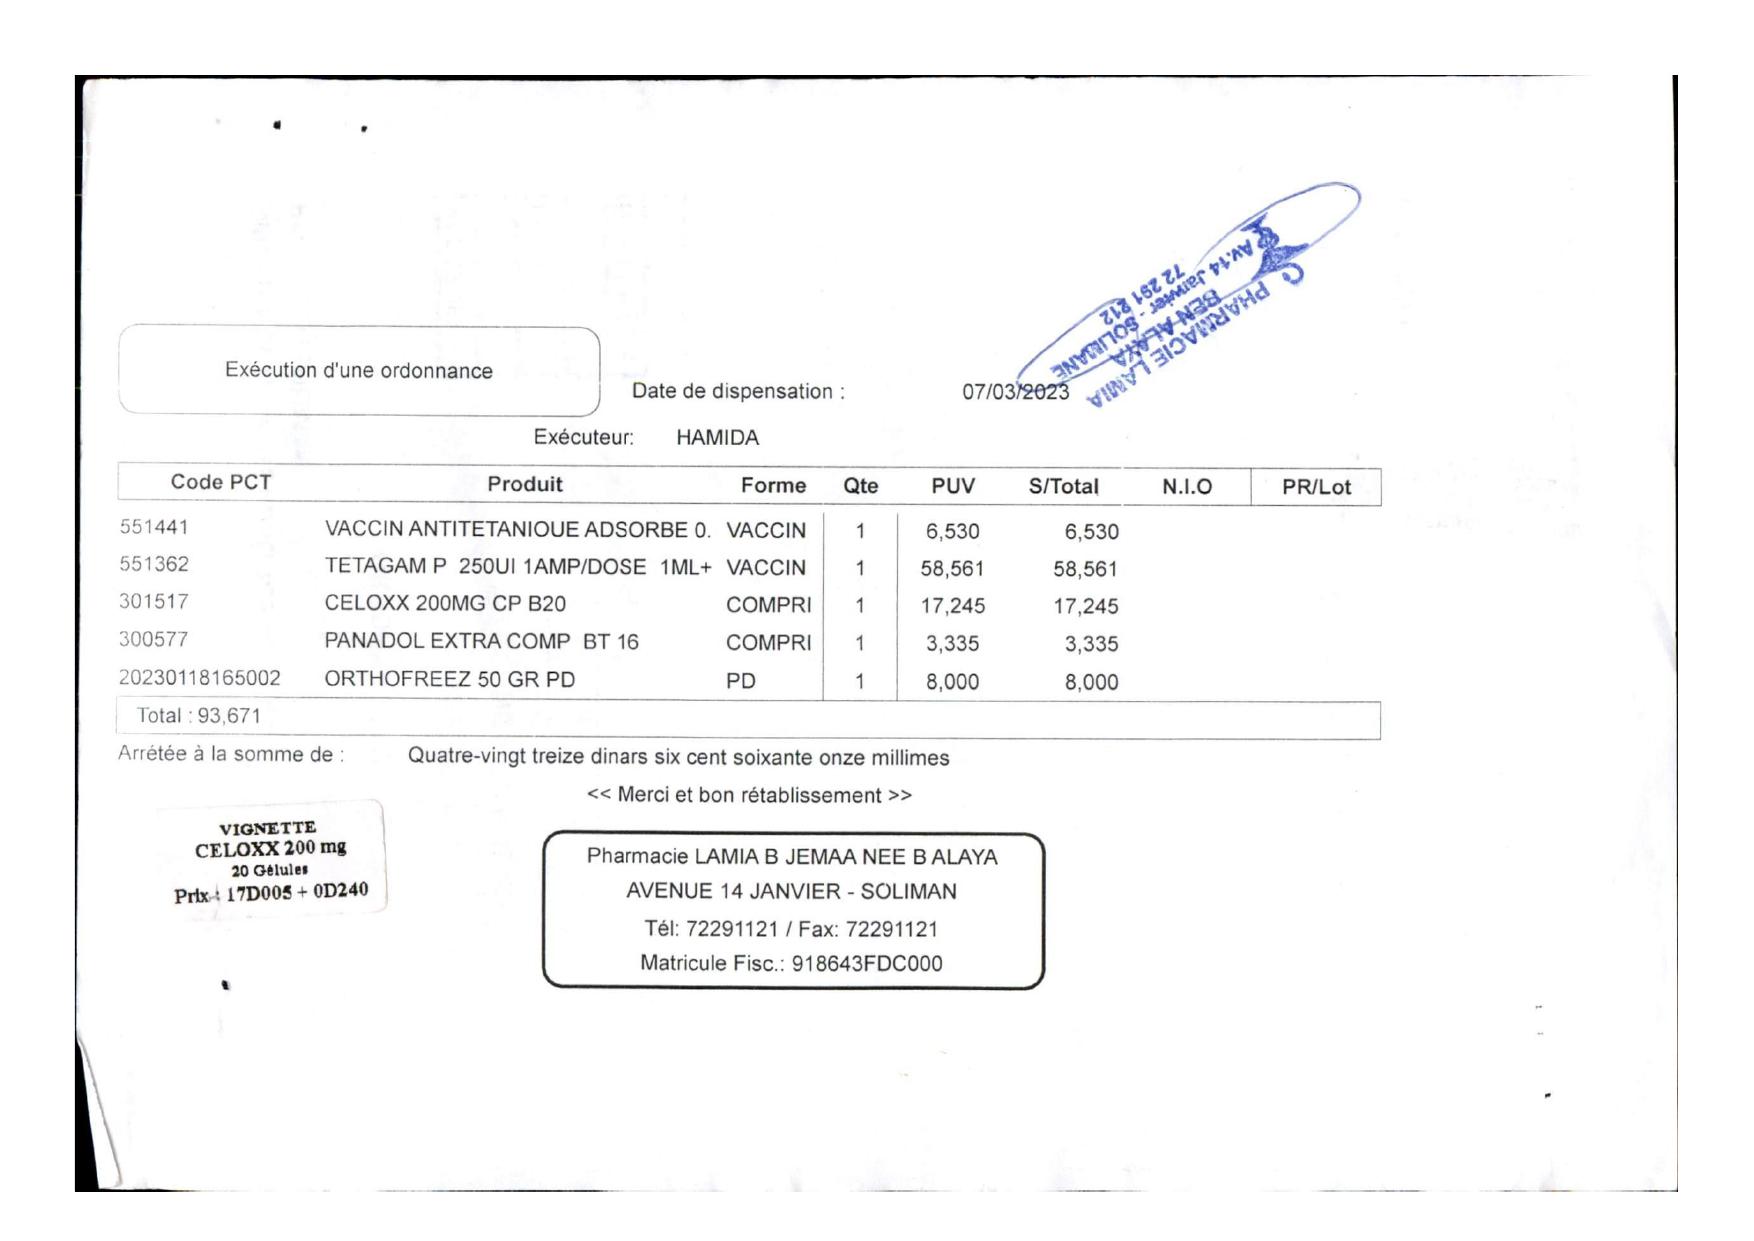 C PHARMACIE LAMIA
BEN ALAYA
Av.14 Janvier - SOLIMANE
72 291 212
Exécution d'une ordonnance
Date de dispensation : 07/03/2023
Exécuteur: HAMIDA
Code PCT Produit Forme Qte PUV S/Total N.I.O PR/Lot
551441 VACCIN ANTITETANIOUE ADSORBE 0. VACCIN 1 6,530 6,530
551362 TETAGAM P 250UI 1AMP/DOSE 1ML+ VACCIN 1 58,561 58,561
301517 CELOXX 200MG CP B20 COMPRI 1 17,245 17,245
300577 PANADOL EXTRA COMP BT 16 COMPRI 1 3,335 3,335
20230118165002 ORTHOFREEZ 50 GR PD PD 1 8,000 8,000
Total : 93,671
Arrétée à la somme de : Quatre-vingt treize dinars six cent soixante onze millimes
<< Merci et bon rétablissement >>
VIGNETTE
CELOXX 200 mg
20 Gélules
Prix : 17D005 + 0D240
Pharmacie LAMIA B JEMAA NEE B ALAYA
AVENUE 14 JANVIER - SOLIMAN
Tél: 72291121 / Fax: 72291121
Matricule Fisc.: 918643FDC000